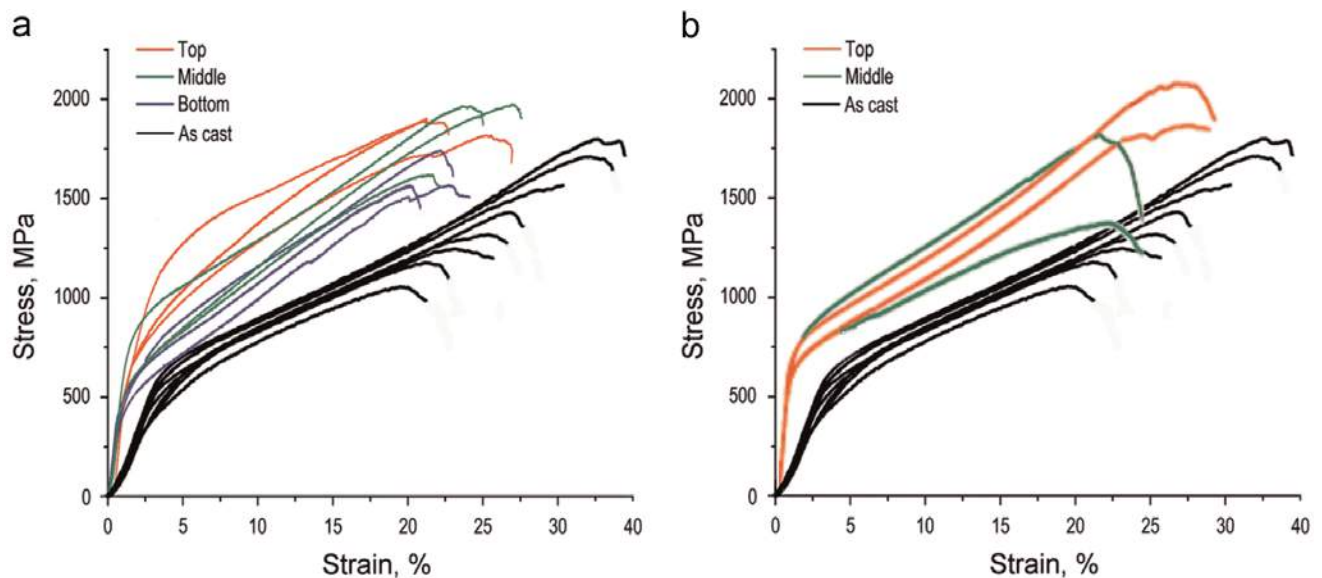 a
Top
Middle
Bottom
As cast
2000
1500
1000
500
0
Stress, MPa
0 5 10 15 20 25 30 35 40
Strain, %
b
Top
Middle
As cast
2000
1500
1000
500
0
Stress, MPa
0 5 10 15 20 25 30 35 40
Strain, %